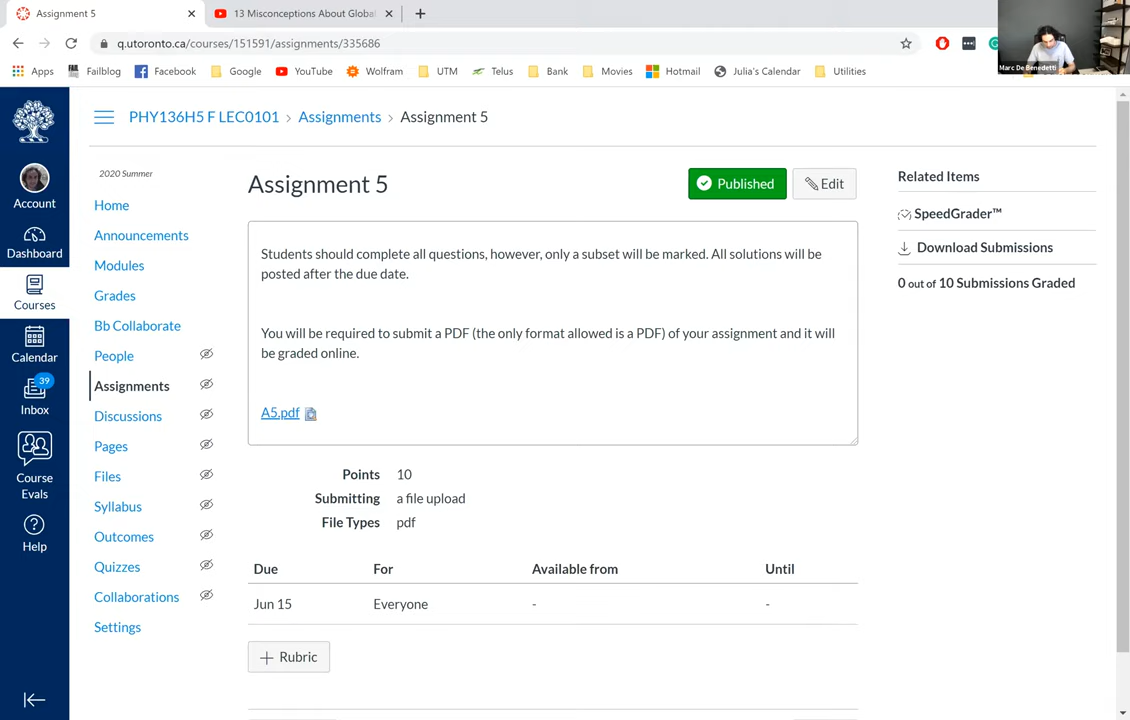 Assignment 5
13 Misconceptions About Global
q.utoronto.ca/courses/151591/assignments/335686
Apps
Failblog
Facebook
Google
YouTube
Wolfram
UTM
Telus
Bank
Movies
Hotmail
Julia's Calendar
Utilities
Marc De Benedetti
PHY136H5 F LEC0101 › Assignments › Assignment 5
Account
Dashboard
Courses
Calendar
39
Inbox
Course
Evals
Help
2020 Summer
Home
Announcements
Modules
Grades
Bb Collaborate
People
Assignments
Discussions
Pages
Files
Syllabus
Outcomes
Quizzes
Collaborations
Settings
Assignment 5
Published
Edit
Students should complete all questions, however, only a subset will be marked. All solutions will be
posted after the due date.
You will be required to submit a PDF (the only format allowed is a PDF) of your assignment and it will
be graded online.
A5.pdf
Points 10
Submitting a file upload
File Types pdf
Due For Available from Until
Jun 15 Everyone - -
+ Rubric
Related Items
SpeedGrader™
Download Submissions
0 out of 10 Submissions Graded